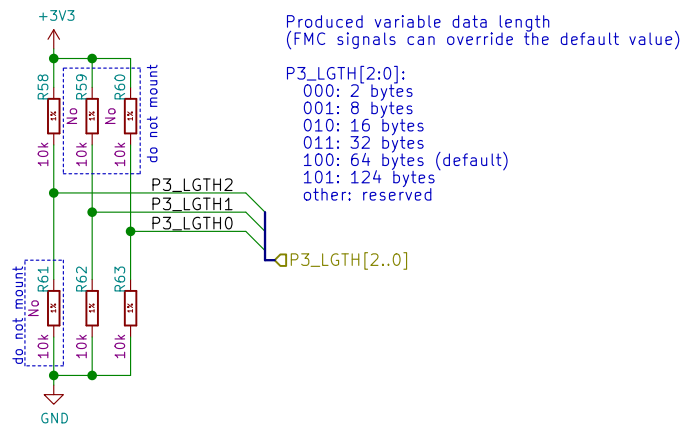 +3V3
Produced variable data length
(FMC signals can override the default value)
P3_LGTH[2:0]:
000: 2 bytes
001: 8 bytes
010: 16 bytes
011: 32 bytes
100: 64 bytes (default)
101: 124 bytes
other: reserved
R58
1%
10k
R59
No
1%
10k
R60
No
1%
10k
do not mount
P3_LGTH2
P3_LGTH1
P3_LGTH0
P3_LGTH[2..0]
do not mount
R61
No
1%
10k
R62
1%
10k
R63
1%
10k
GND